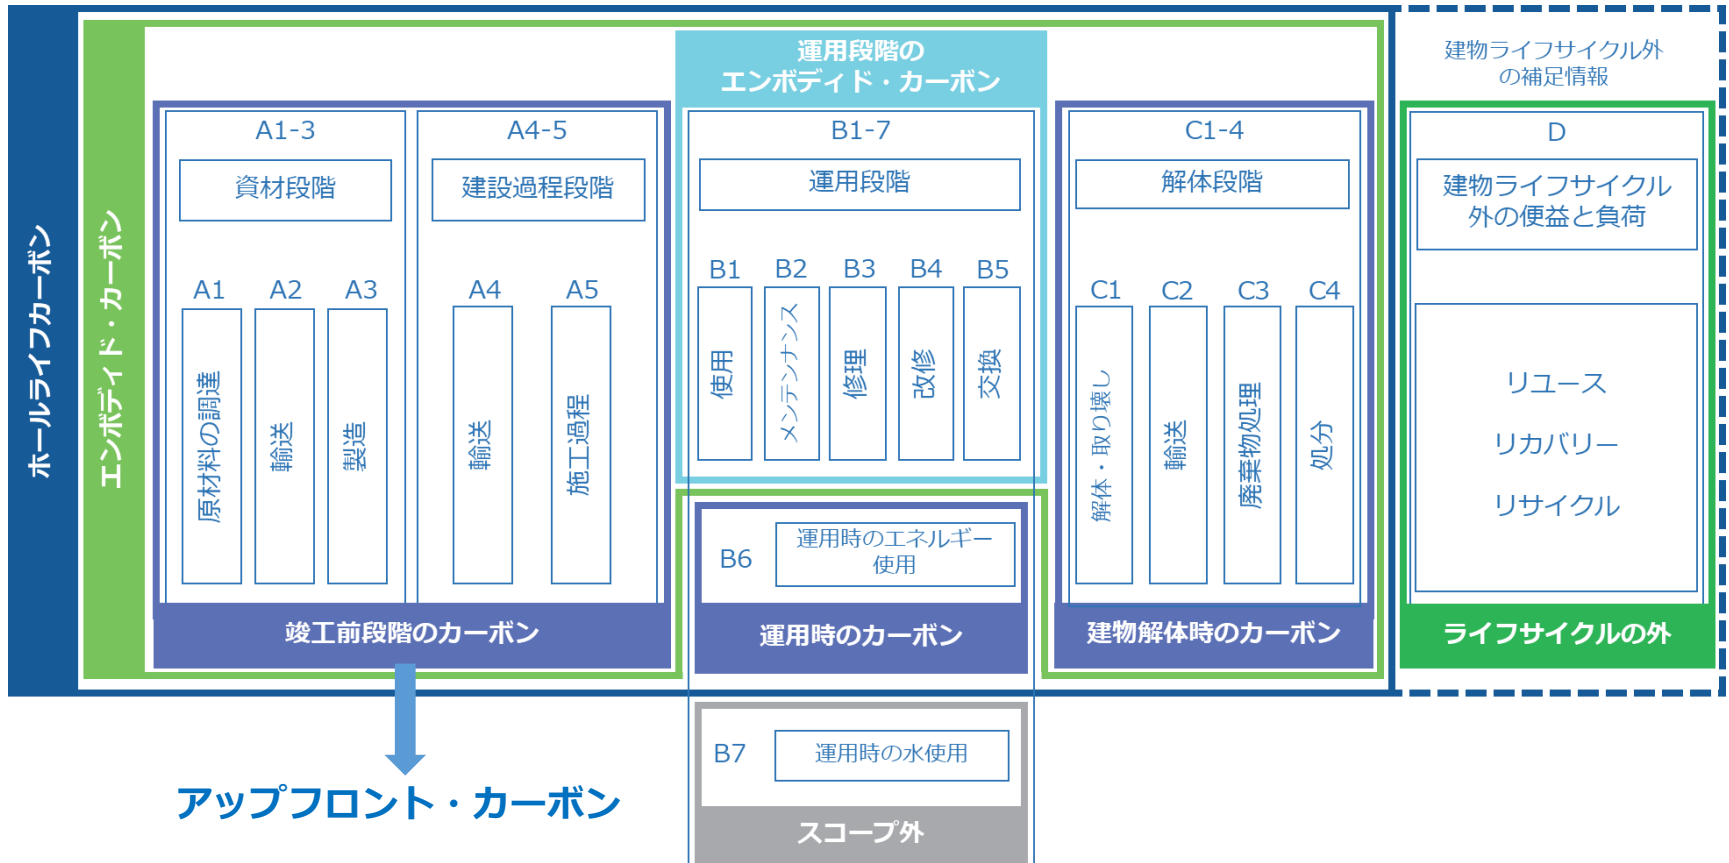 ホールライフカーボン
エンボディド・カーボン
運用段階の
エンボディド・カーボン
建物ライフサイクル外
の補足情報
A1-3
資材段階
A1
原材料の調達
A2
輸送
A3
製造
A4-5
建設過程段階
A4
輸送
A5
施工過程
竣工前段階のカーボン
アップフロント・カーボン
B1-7
運用段階
B1
使用
B2
メンテンナンス
B3
修理
B4
改修
B5
交換
B6
運用時のエネルギー
使用
運用時のカーボン
B7
運用時の水使用
スコープ外
C1-4
解体段階
C1
解体・取り壊し
C2
輸送
C3
廃棄物処理
C4
処分
建物解体時のカーボン
D
建物ライフサイクル
外の便益と負荷
リユース
リカバリー
リサイクル
ライフサイクルの外